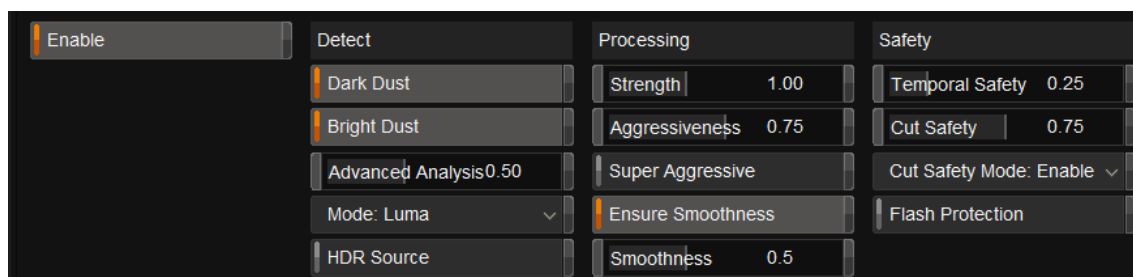 Enable
Detect
Dark Dust
Bright Dust
Advanced Analysis 0.50
Mode: Luma
HDR Source
Processing
Strength 1.00
Aggressiveness 0.75
Super Aggressive
Ensure Smoothness
Smoothness 0.5
Safety
Temporal Safety 0.25
Cut Safety 0.75
Cut Safety Mode: Enable
Flash Protection